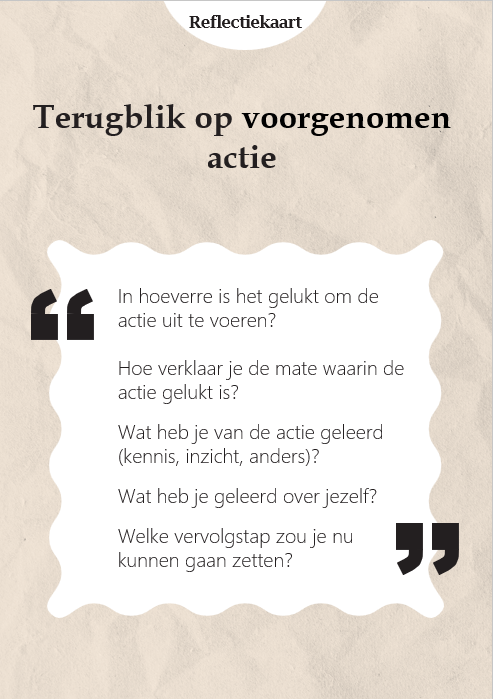 Reflectiekaart
Terugblik op voorgenomen
actie
In hoeverre is het gelukt om de
actie uit te voeren?
Hoe verklaar je de mate waarin de
actie gelukt is?
Wat heb je van de actie geleerd
(kennis, inzicht, anders)?
Wat heb je geleerd over jezelf?
Welke vervolgstap zou je nu
kunnen gaan zetten?